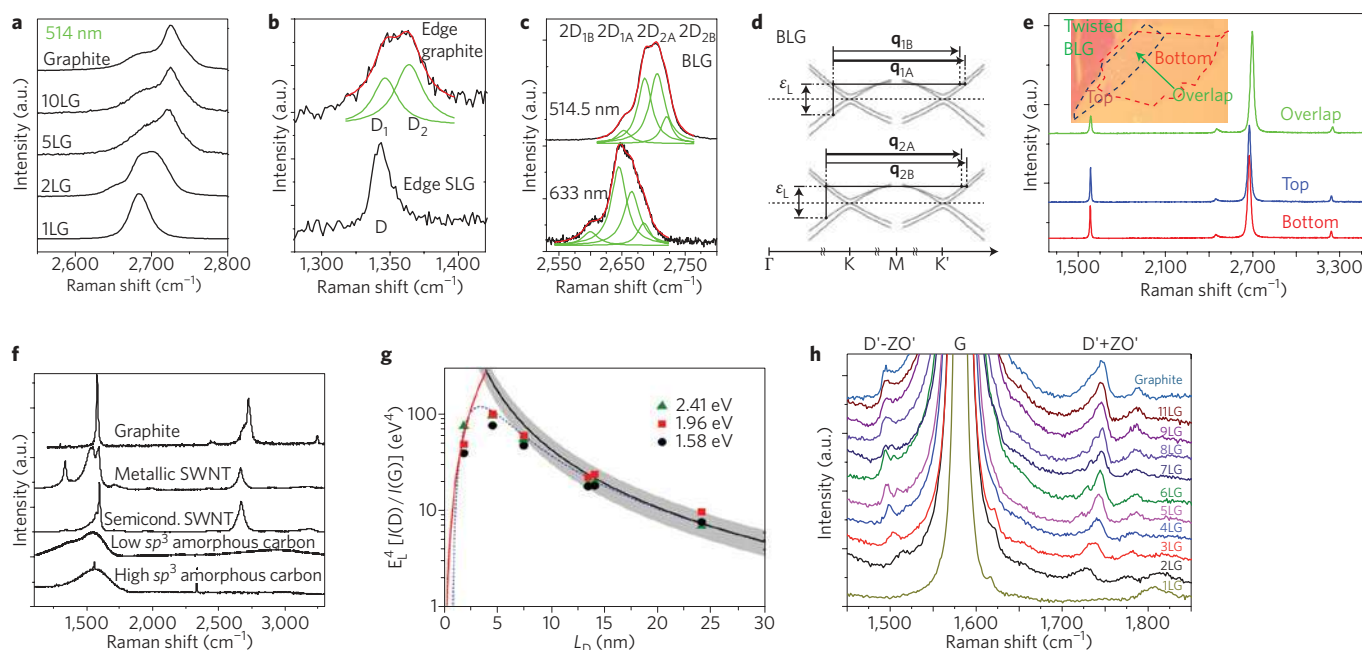 a
514 nm
Graphite
10LG
5LG
2LG
1LG
Intensity (a.u.)
2,600 2,700 2,800
Raman shift (cm⁻¹)
b
Edge graphite
D₁ D₂
Edge SLG
D
Intensity (a.u.)
1,300 1,350 1,400
Raman shift (cm⁻¹)
c
2D₁B 2D₁A 2D₂A 2D₂B
BLG
514.5 nm
633 nm
Intensity (a.u.)
2,550 2,650 2,750
Raman shift (cm⁻¹)
d
BLG
q₁B
q₁A
εL
q₂A
q₂B
εL
Γ K M K'
e
Twisted BLG
Top
Bottom
Overlap
Overlap
Top
Bottom
Intensity (a.u.)
1,500 2,100 2,700 3,300
Raman shift (cm⁻¹)
f
Graphite
Metallic SWNT
Semicond. SWNT
Low sp³ amorphous carbon
High sp³ amorphous carbon
Intensity (a.u.)
1,500 2,000 2,500 3,000
Raman shift (cm⁻¹)
g
2.41 eV
1.96 eV
1.58 eV
E_L⁴ [I(D)/I(G)] (eV⁴)
100
10
1
0 5 10 15 20 25 30
L_D (nm)
h
D'-ZO' G D'+ZO'
Graphite
11LG
9LG
8LG
7LG
6LG
5LG
4LG
3LG
2LG
1LG
Intensity (a.u.)
1,500 1,600 1,700 1,800
Raman shift (cm⁻¹)